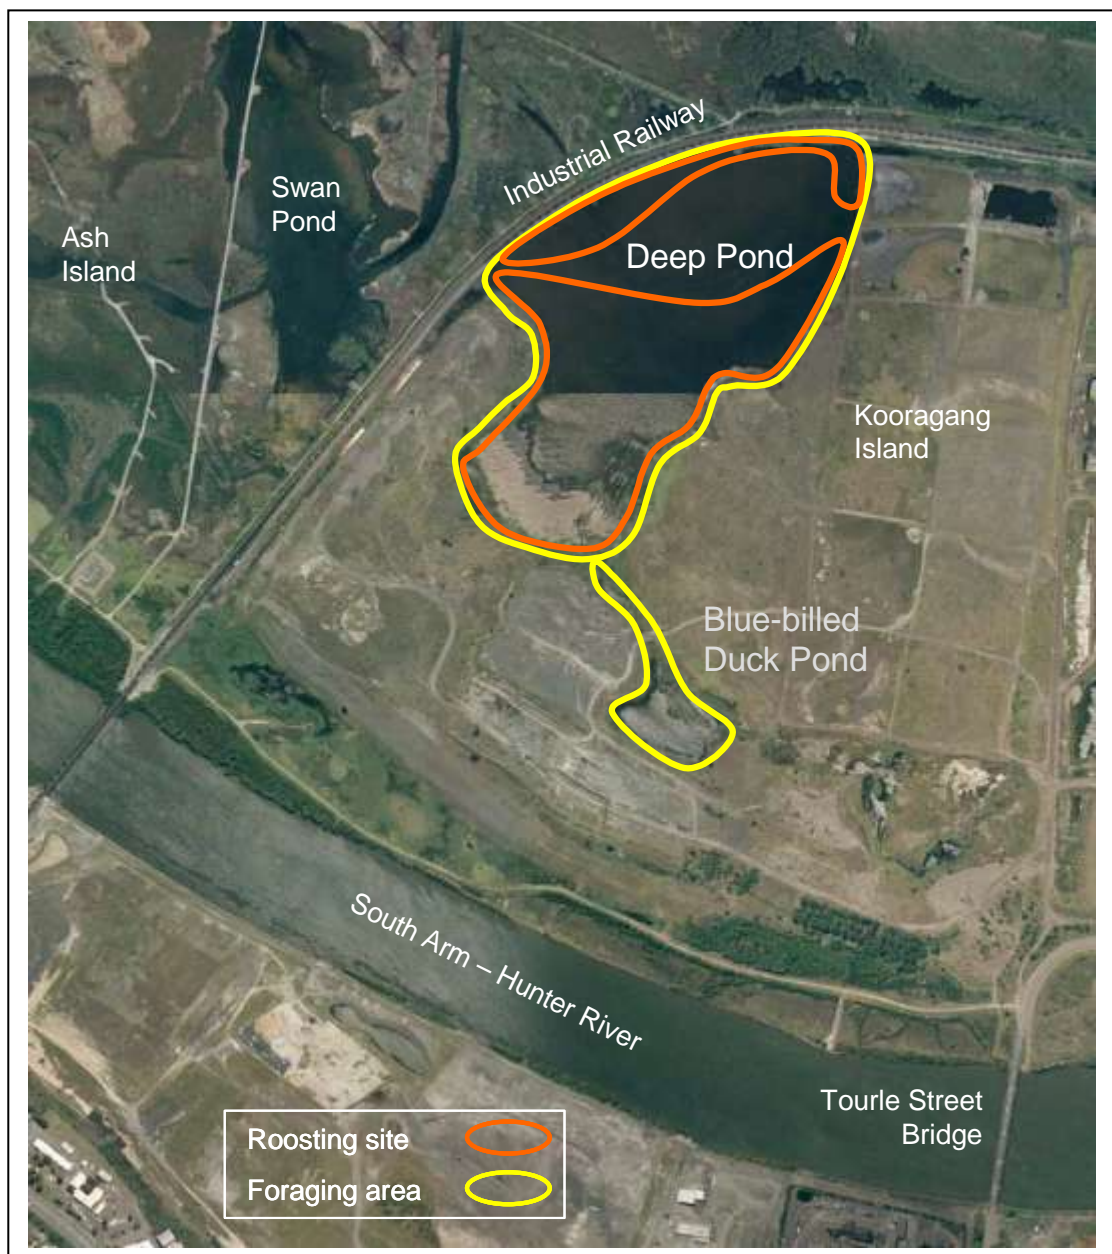 Industrial Railway
Swan
Pond
Ash
Island
Deep Pond
Kooragang
Island
Blue-billed
Duck Pond
South Arm – Hunter River
Tourle Street
Bridge
Roosting site
Foraging area